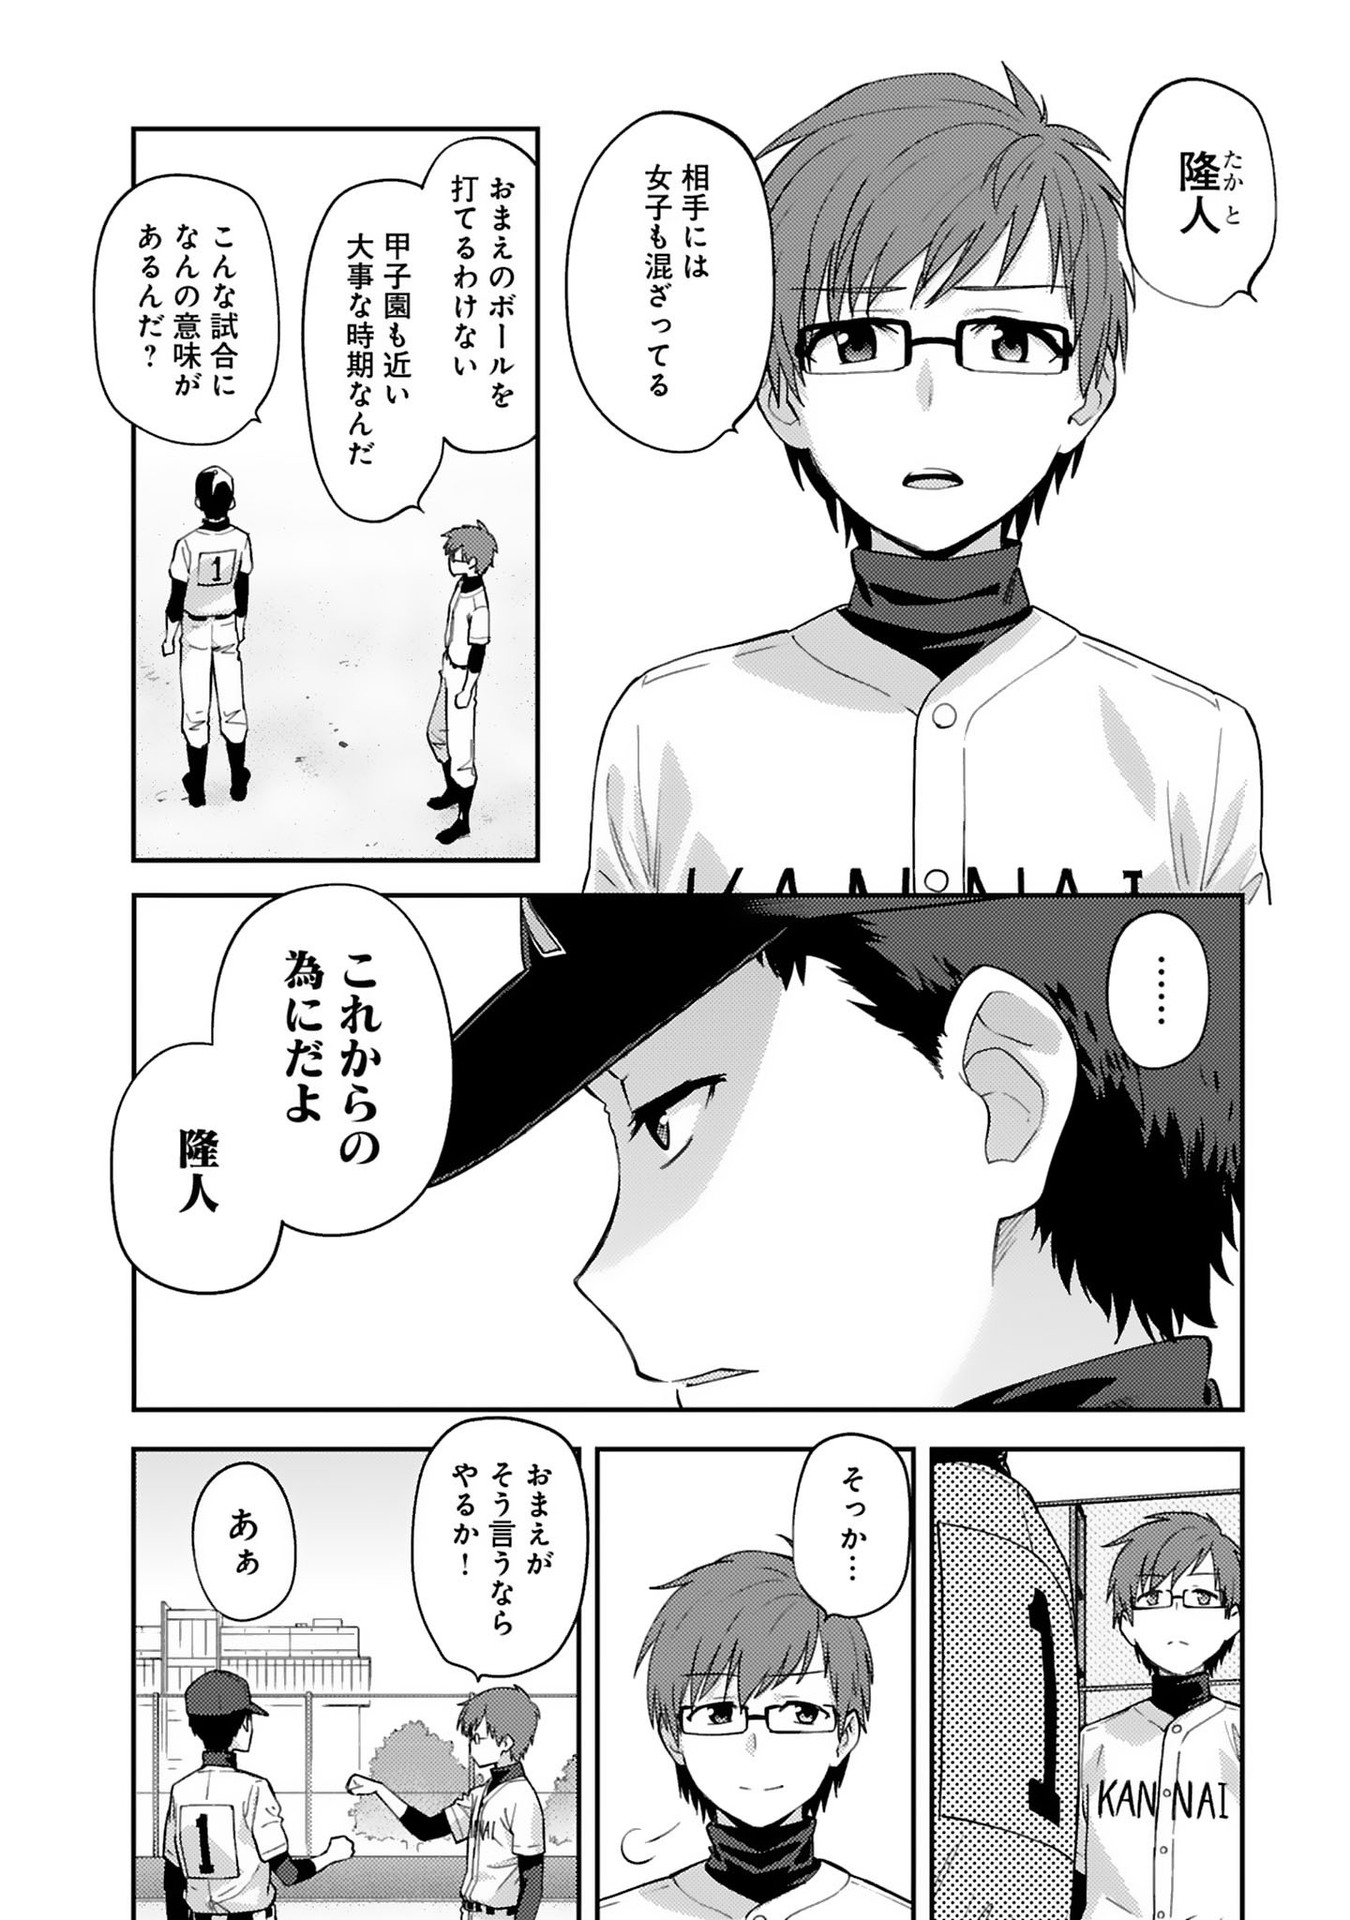 隆人
たかと
相手には
女子も混ざってる
KANNAI
おまえのボールを
打てるわけない
甲子園も近い
大事な時期なんだ
こんな試合に
なんの意味が
あるんだ？
1
……
これからの
為にだよ
隆人
1
KANNAI
そっか…
おまえが
そう言うなら
やるか！
あぁ
NAI
1